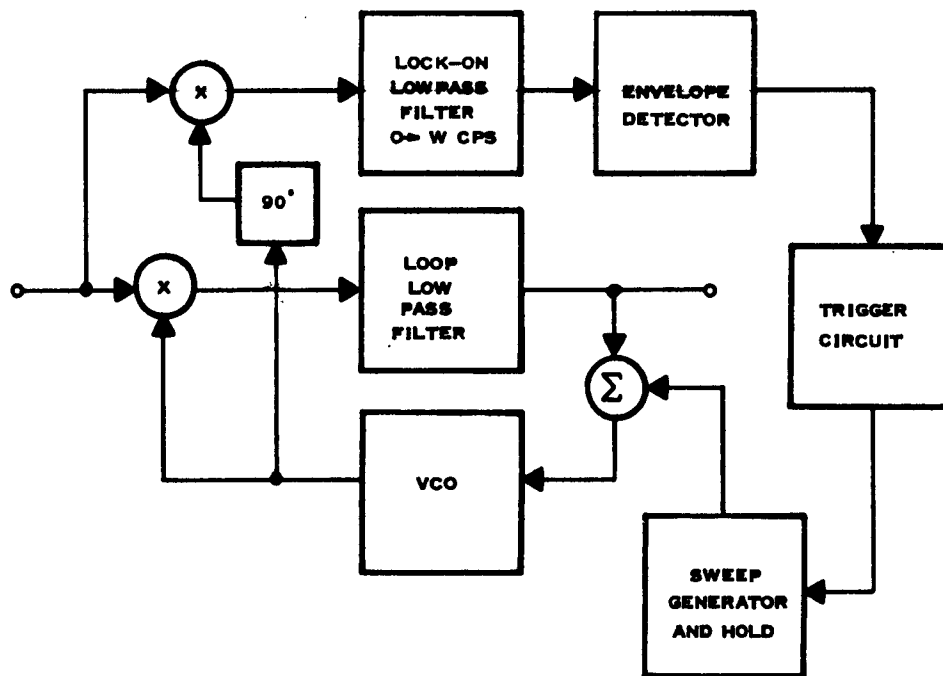 LOCK-ON
LOWPASS
FILTER
0► W CPS
ENVELOPE
DETECTOR
X
90°
X
LOOP
LOW
PASS
FILTER
TRIGGER
CIRCUIT
Σ
VCO
SWEEP
GENERATOR
AND HOLD